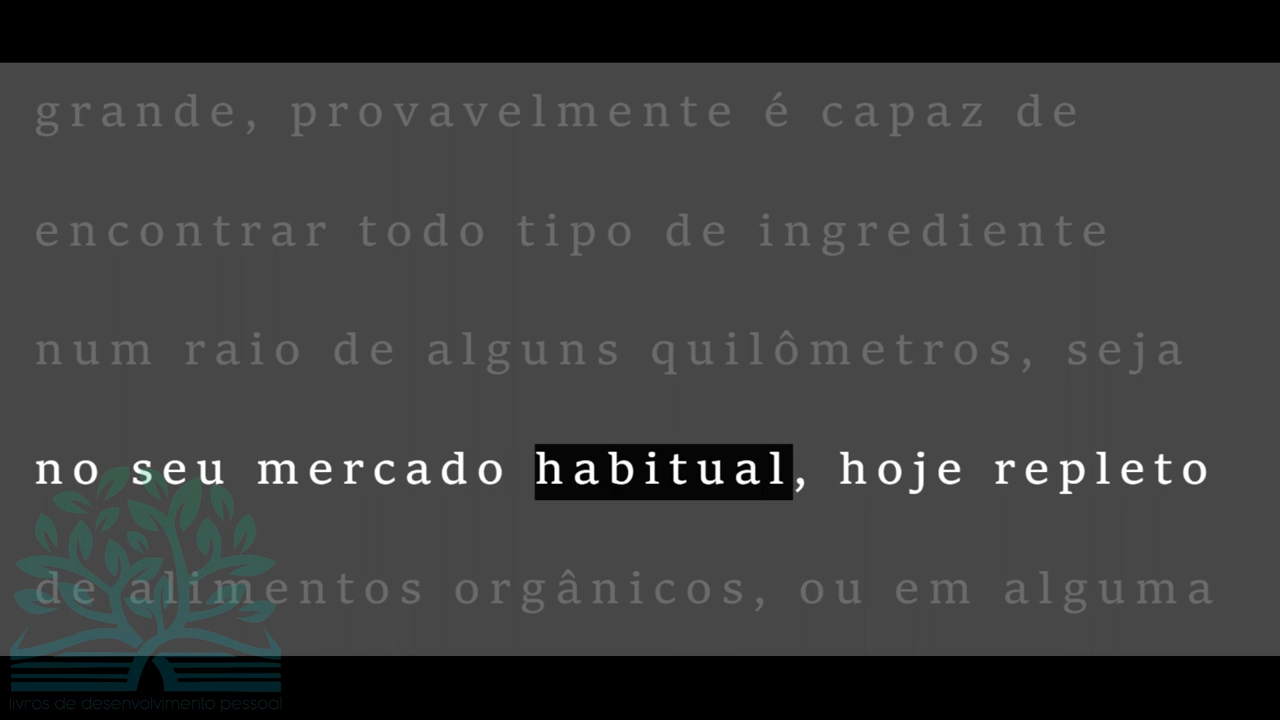 grande, provavelmente é capaz de
encontrar todo tipo de ingrediente
num raio de alguns quilômetros, seja
no seu mercado habitual, hoje repleto
de alimentos orgânicos, ou em alguma
livros de desenvolvimento pessoal